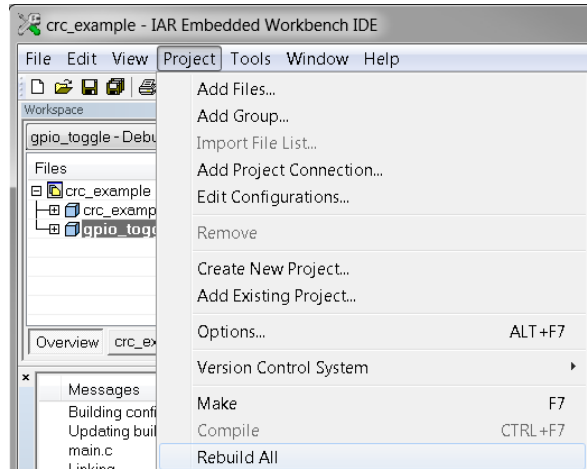 crc_example - IAR Embedded Workbench IDE
File Edit View Project Tools Window Help
Workspace
gpio_toggle - Debu
Files
crc_example
crc_examp
gpio_togg
Overview crc_ex
Messages
Building confi
Updating buil
main.c
Linking
Add Files...
Add Group...
Import File List...
Add Project Connection...
Edit Configurations...
Remove
Create New Project...
Add Existing Project...
Options... ALT+F7
Version Control System
Make F7
Compile CTRL+F7
Rebuild All